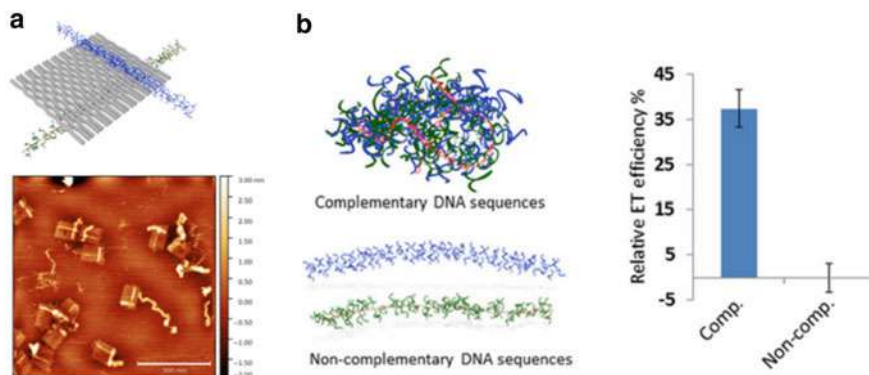 a
b
3.00 nm
2.50
2.00
1.50
1.00
0.50
0.00
-0.50
-1.00
-1.50
Complementary DNA sequences
Non-complementary DNA sequences
Relative ET efficiency %
45
35
25
15
5
-5
Comp.
Non-comp.